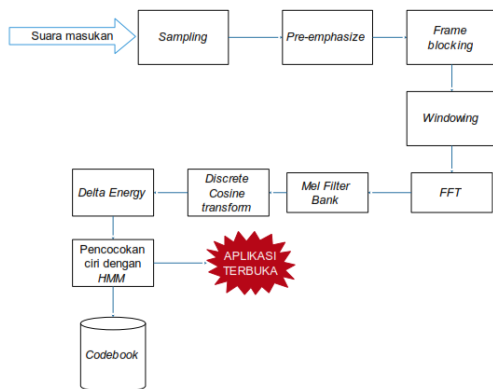 Suara masukan
Sampling
Pre-emphasize
Frame
blocking
Windowing
FFT
Mel Filter
Bank
Discrete
Cosine
transform
Delta Energy
Pencocokan
ciri dengan
HMM
APLIKASI
TERBUKA
Codebook